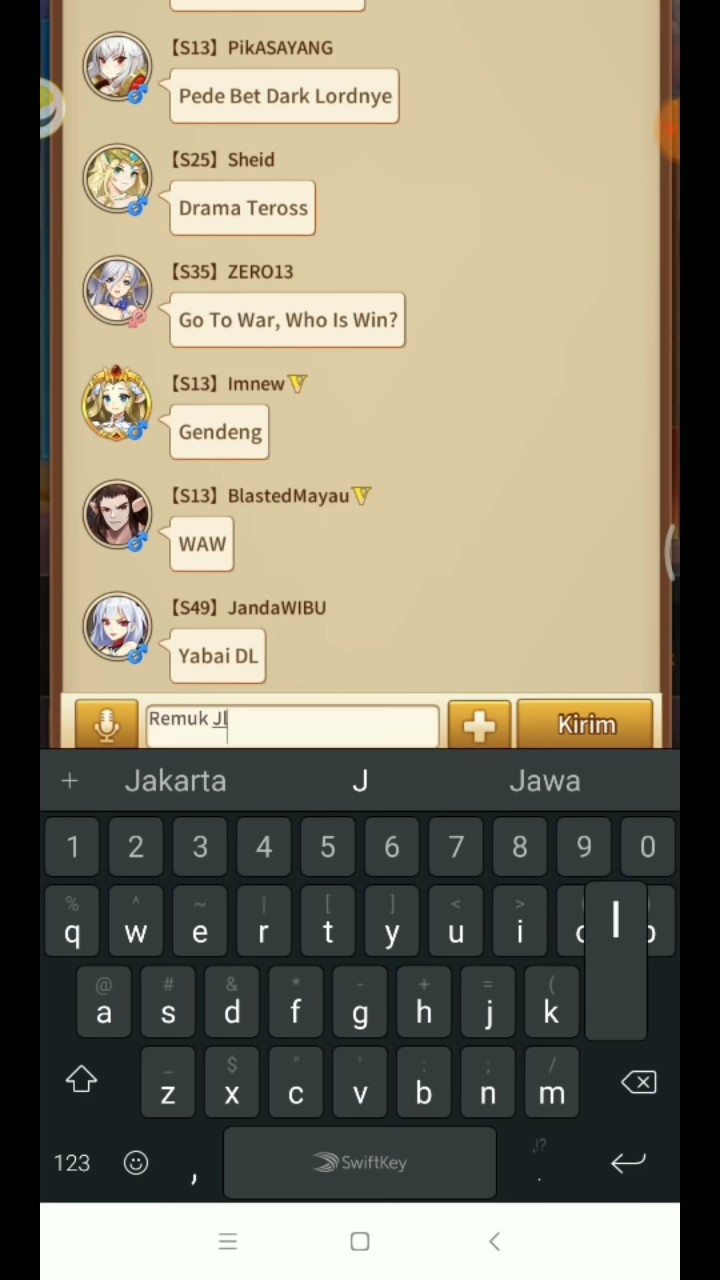 【S13】PikASAYANG
Pede Bet Dark Lordnye
【S25】Sheid
Drama Teross
【S35】ZERO13
Go To War, Who Is Win?
【S13】Imnew
Gendeng
【S13】BlastedMayau
WAW
【S49】JandaWIBU
Yabai DL
Remuk Jl
Kirim
+ Jakarta J Jawa
1 2 3 4 5 6 7 8 9 0
% ^ ~ | [ ] < >
q w e r t y u i l
@ # & * - + = (
a s d f g h j k
_ $ " ' : ; /
z x c v b n m
123 , SwiftKey ,!? .